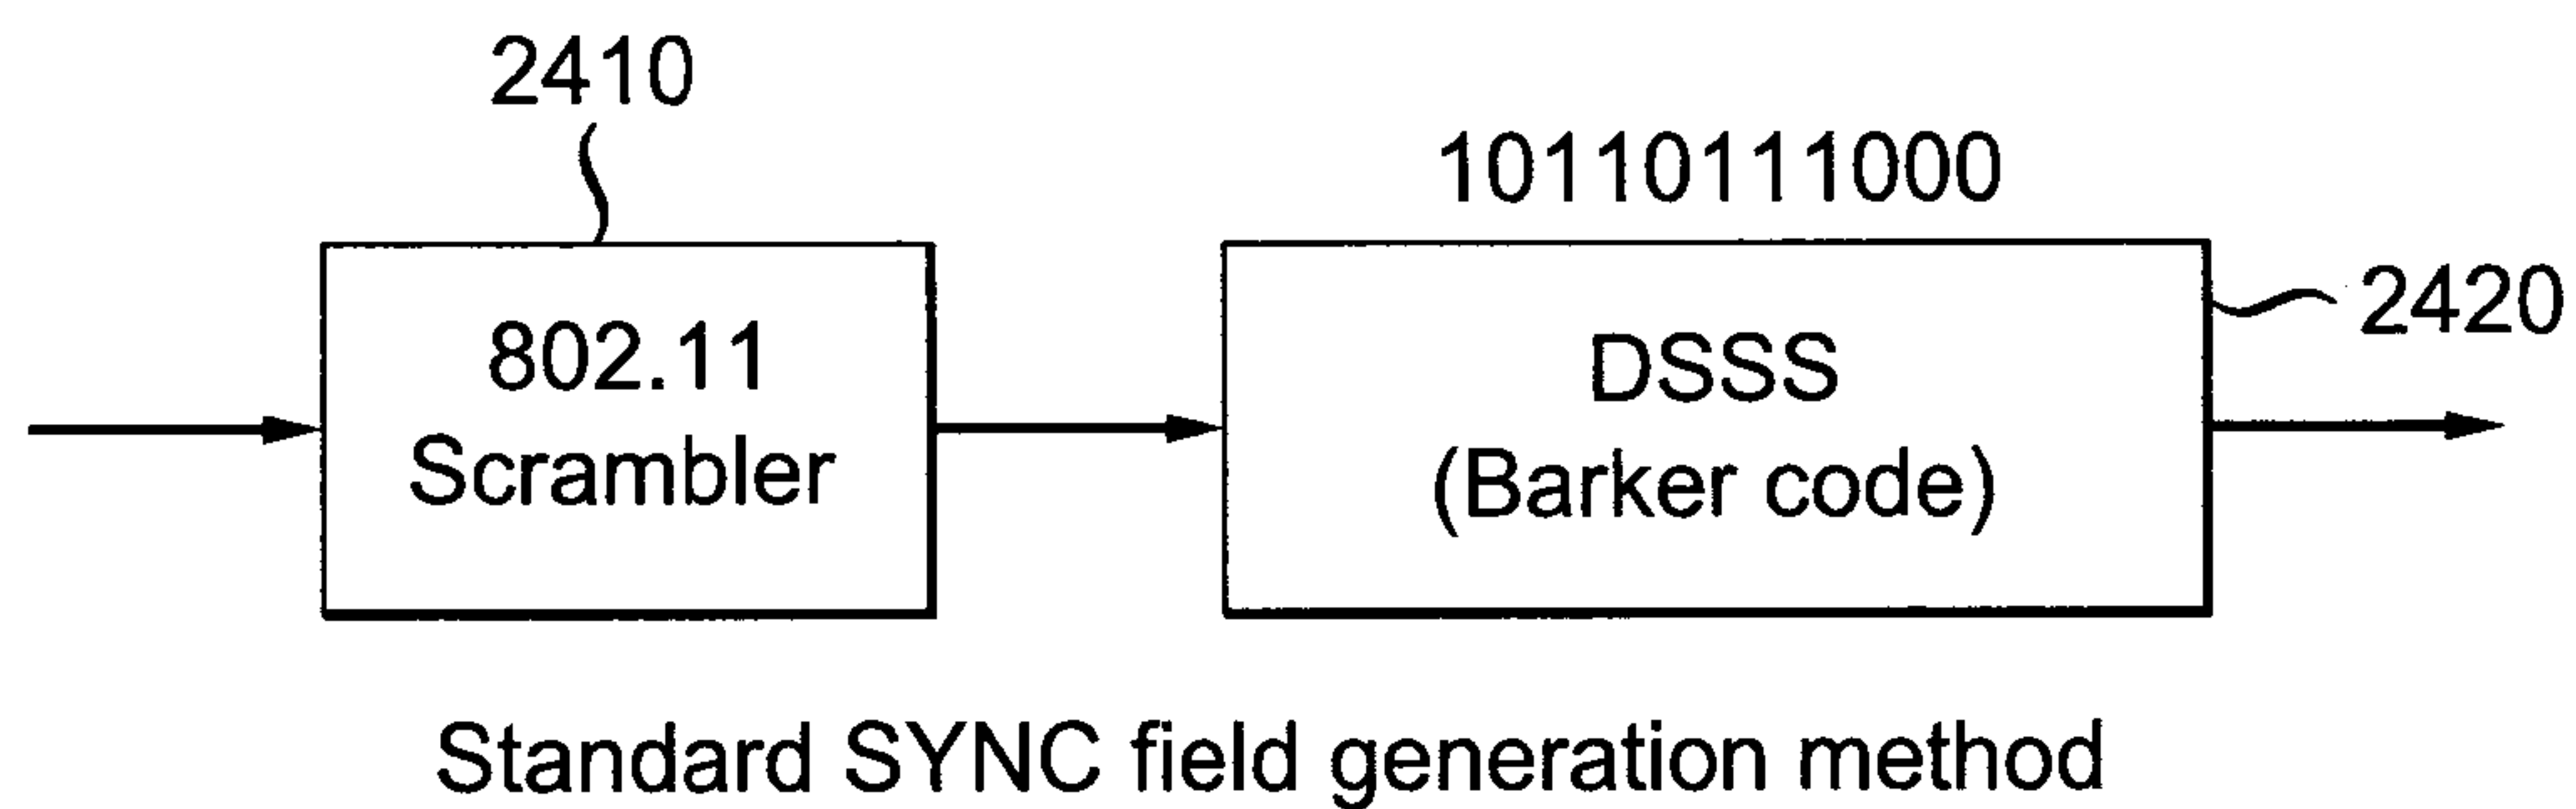 2410
10110111000
802.11
Scrambler
DSSS
(Barker code)
2420
Standard SYNC field generation method